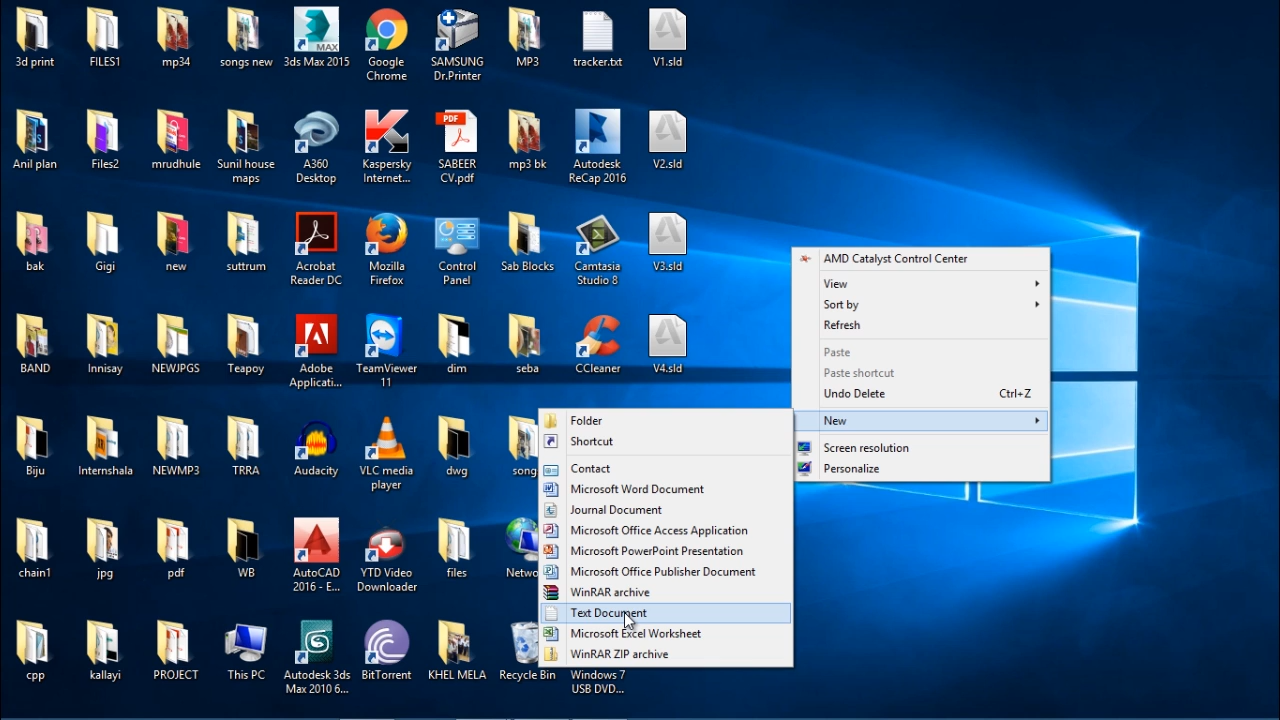 3d print
FILES1
mp34
songs new
3ds Max 2015
Google
Chrome
SAMSUNG
Dr.Printer
MP3
tracker.txt
V1.sld
Anil plan
Files2
mrudhule
Sunil house
maps
A360
Desktop
Kaspersky
Internet...
SABEER
CV.pdf
mp3 bk
Autodesk
ReCap 2016
V2.sld
bak
Gigi
new
suttrum
Acrobat
Reader DC
Mozilla
Firefox
Control
Panel
Sab Blocks
Camtasia
Studio 8
V3.sld
BAND
Innisay
NEWJPGS
Teapoy
Adobe
Applicati...
TeamViewer
11
dim
seba
CCleaner
V4.sld
Biju
Internshala
NEWMP3
TRRA
Audacity
VLC media
player
dwg
song
chain1
jpg
pdf
WB
AutoCAD
2016 - E...
YTD Video
Downloader
files
Netwo
cpp
kallayi
PROJECT
This PC
Autodesk 3ds
Max 2010 6...
BitTorrent
KHEL MELA
Recycle Bin
Windows 7
USB DVD...
MAX
PDF
AMD Catalyst Control Center
View
Sort by
Refresh
Paste
Paste shortcut
Undo Delete Ctrl+Z
New
Screen resolution
Personalize
Folder
Shortcut
Contact
Microsoft Word Document
Journal Document
Microsoft Office Access Application
Microsoft PowerPoint Presentation
Microsoft Office Publisher Document
WinRAR archive
Text Document
Microsoft Excel Worksheet
WinRAR ZIP archive